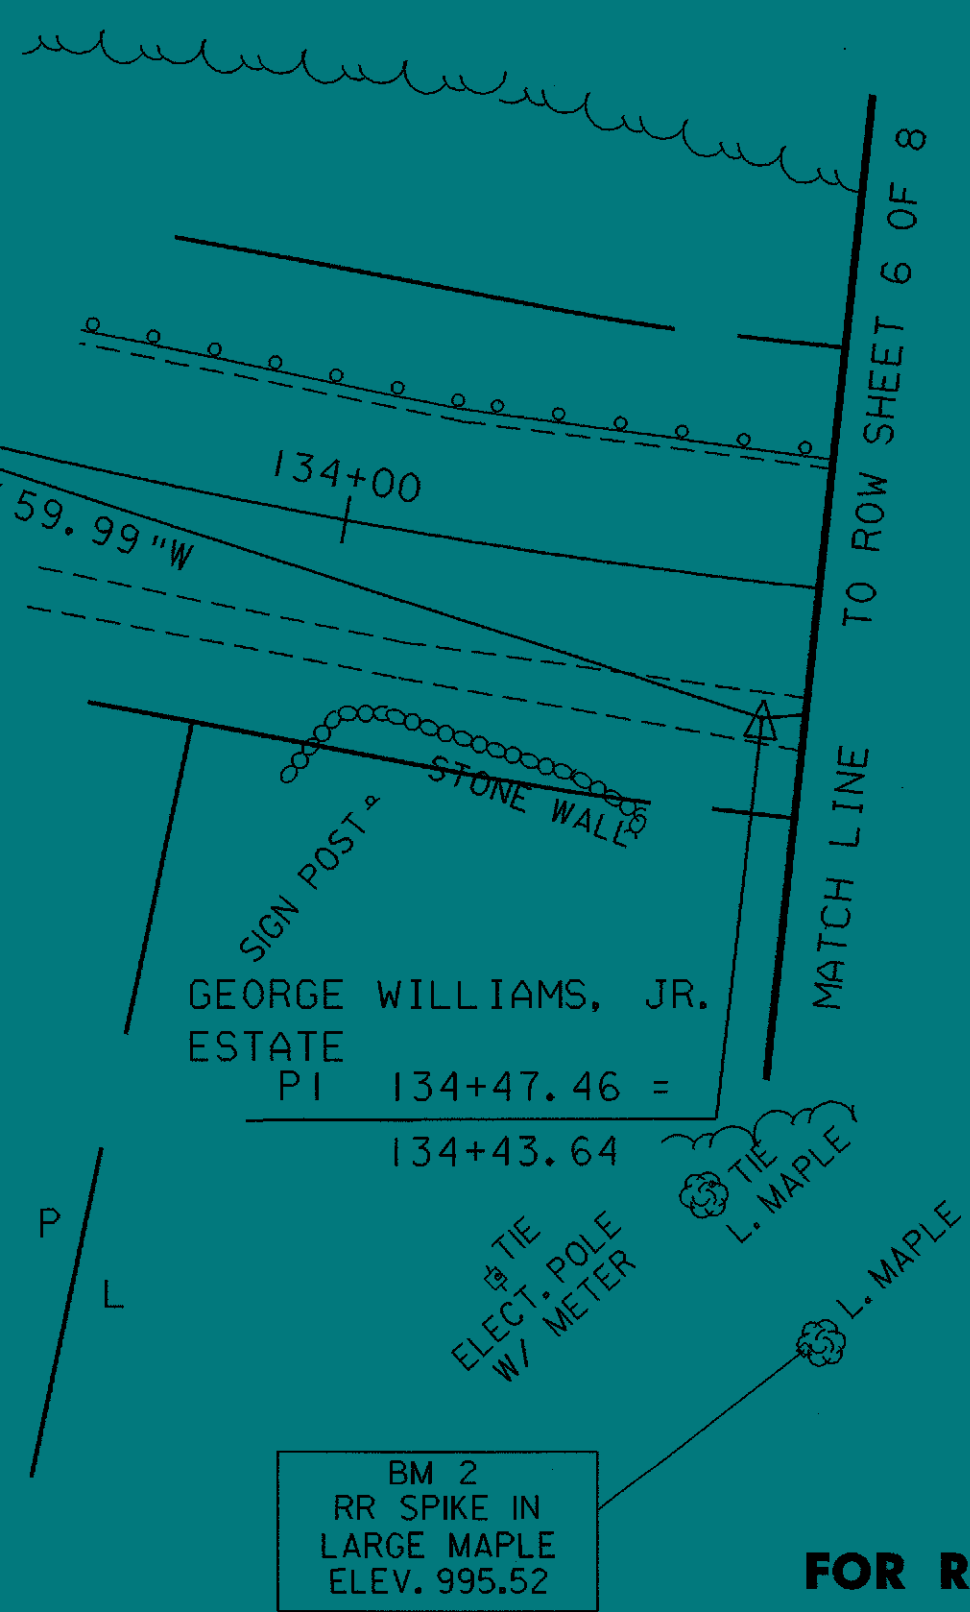 134+00
59.99"W
TO ROW SHEET 6 OF 8
MATCH LINE
STONE WALL
SIGN POST
GEORGE WILLIAMS, JR.
ESTATE
PI 134+47.46 =
134+43.64
TIE
L. MAPLE
P
L
TIE
ELECT. POLE
W/ METER
L. MAPLE
BM 2
RR SPIKE IN
LARGE MAPLE
ELEV. 995.52
FOR R